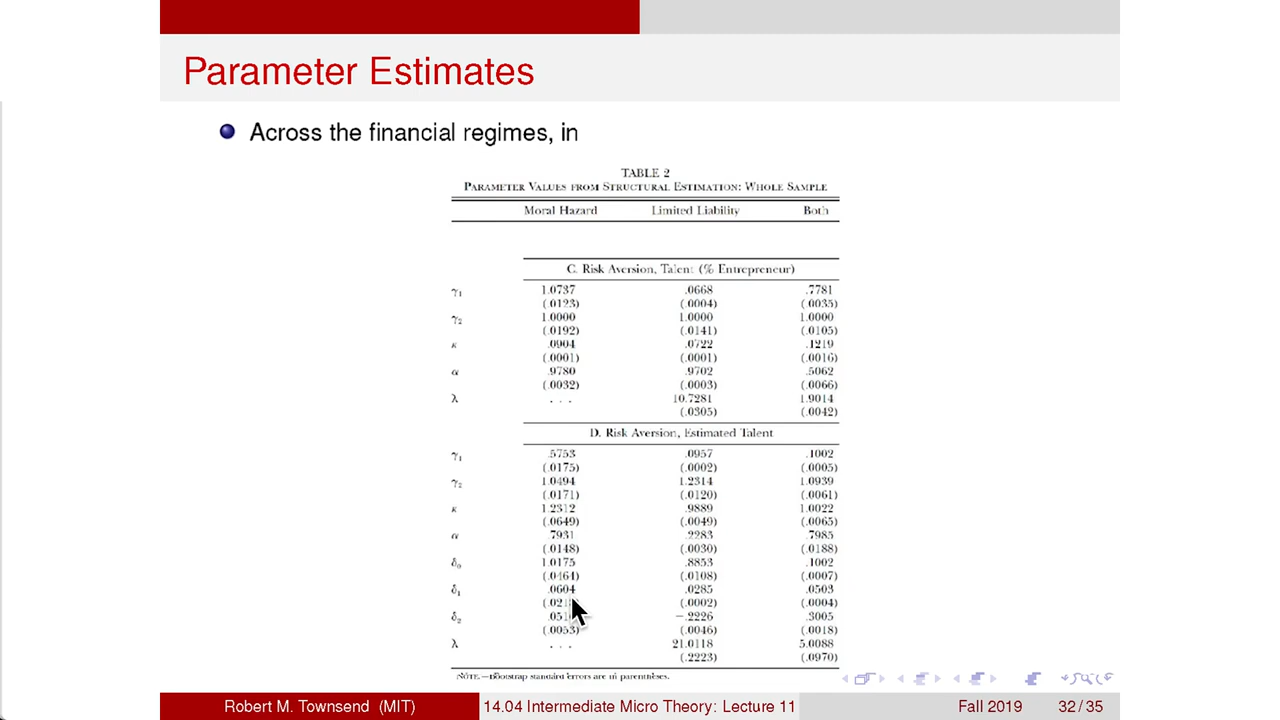 Parameter Estimates
Across the financial regimes, in
TABLE 2
PARAMETER VALUES FROM STRUCTURAL ESTIMATION: WHOLE SAMPLE
Moral Hazard Limited Liability Both
C. Risk Aversion, Talent (% Entrepreneur)
γ₁ 1.0737 .0668 .7781
(.0123) (.0004) (.0035)
γ₂ 1.0000 1.0000 1.0000
(.0192) (.0141) (.0105)
κ .0904 .0722 .1219
(.0001) (.0001) (.0016)
α .9780 .9702 .5062
(.0032) (.0003) (.0066)
λ . . . 10.7281 1.9014
(.0305) (.0042)
D. Risk Aversion, Estimated Talent
γ₁ .5753 .0957 .1002
(.0175) (.0002) (.0005)
γ₂ 1.0494 1.2314 1.0939
(.0171) (.0120) (.0061)
κ 1.2312 .9889 1.0022
(.0649) (.0049) (.0065)
α .7931 .2283 .7985
(.0148) (.0030) (.0188)
δ₀ 1.0175 .8853 .1002
(.0464) (.0108) (.0007)
δ₁ .0604 .0285 .0503
(.0002) (.0004)
δ₂ −.2226 .3005
(.0053) (.0046) (.0018)
λ . . . 21.0118 5.0088
(.2223) (.0970)
NOTE.—Bootstrap standard errors are in parentheses.
Robert M. Townsend (MIT) 14.04 Intermediate Micro Theory: Lecture 11 Fall 2019 32 / 35